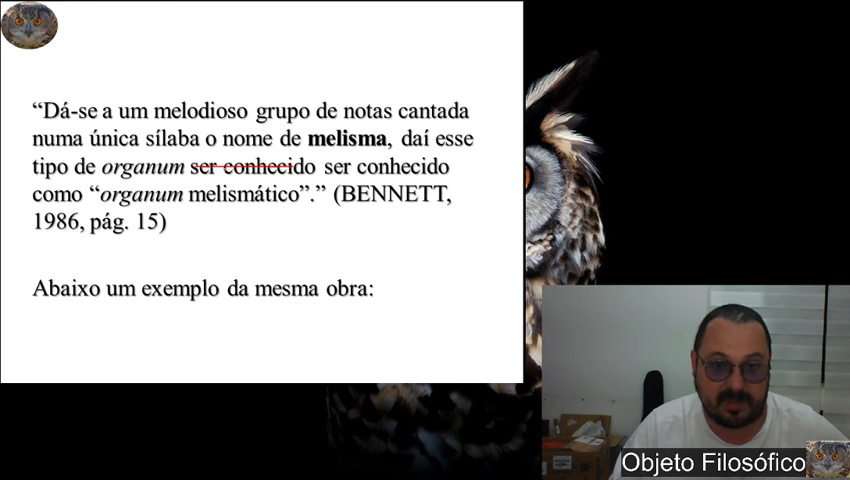 “Dá-se a um melodioso grupo de notas cantada
numa única sílaba o nome de melisma, daí esse
tipo de organum ser conhecido ser conhecido
como “organum melismático”.” (BENNETT,
1986, pág. 15)
Abaixo um exemplo da mesma obra:
Objeto Filosófico